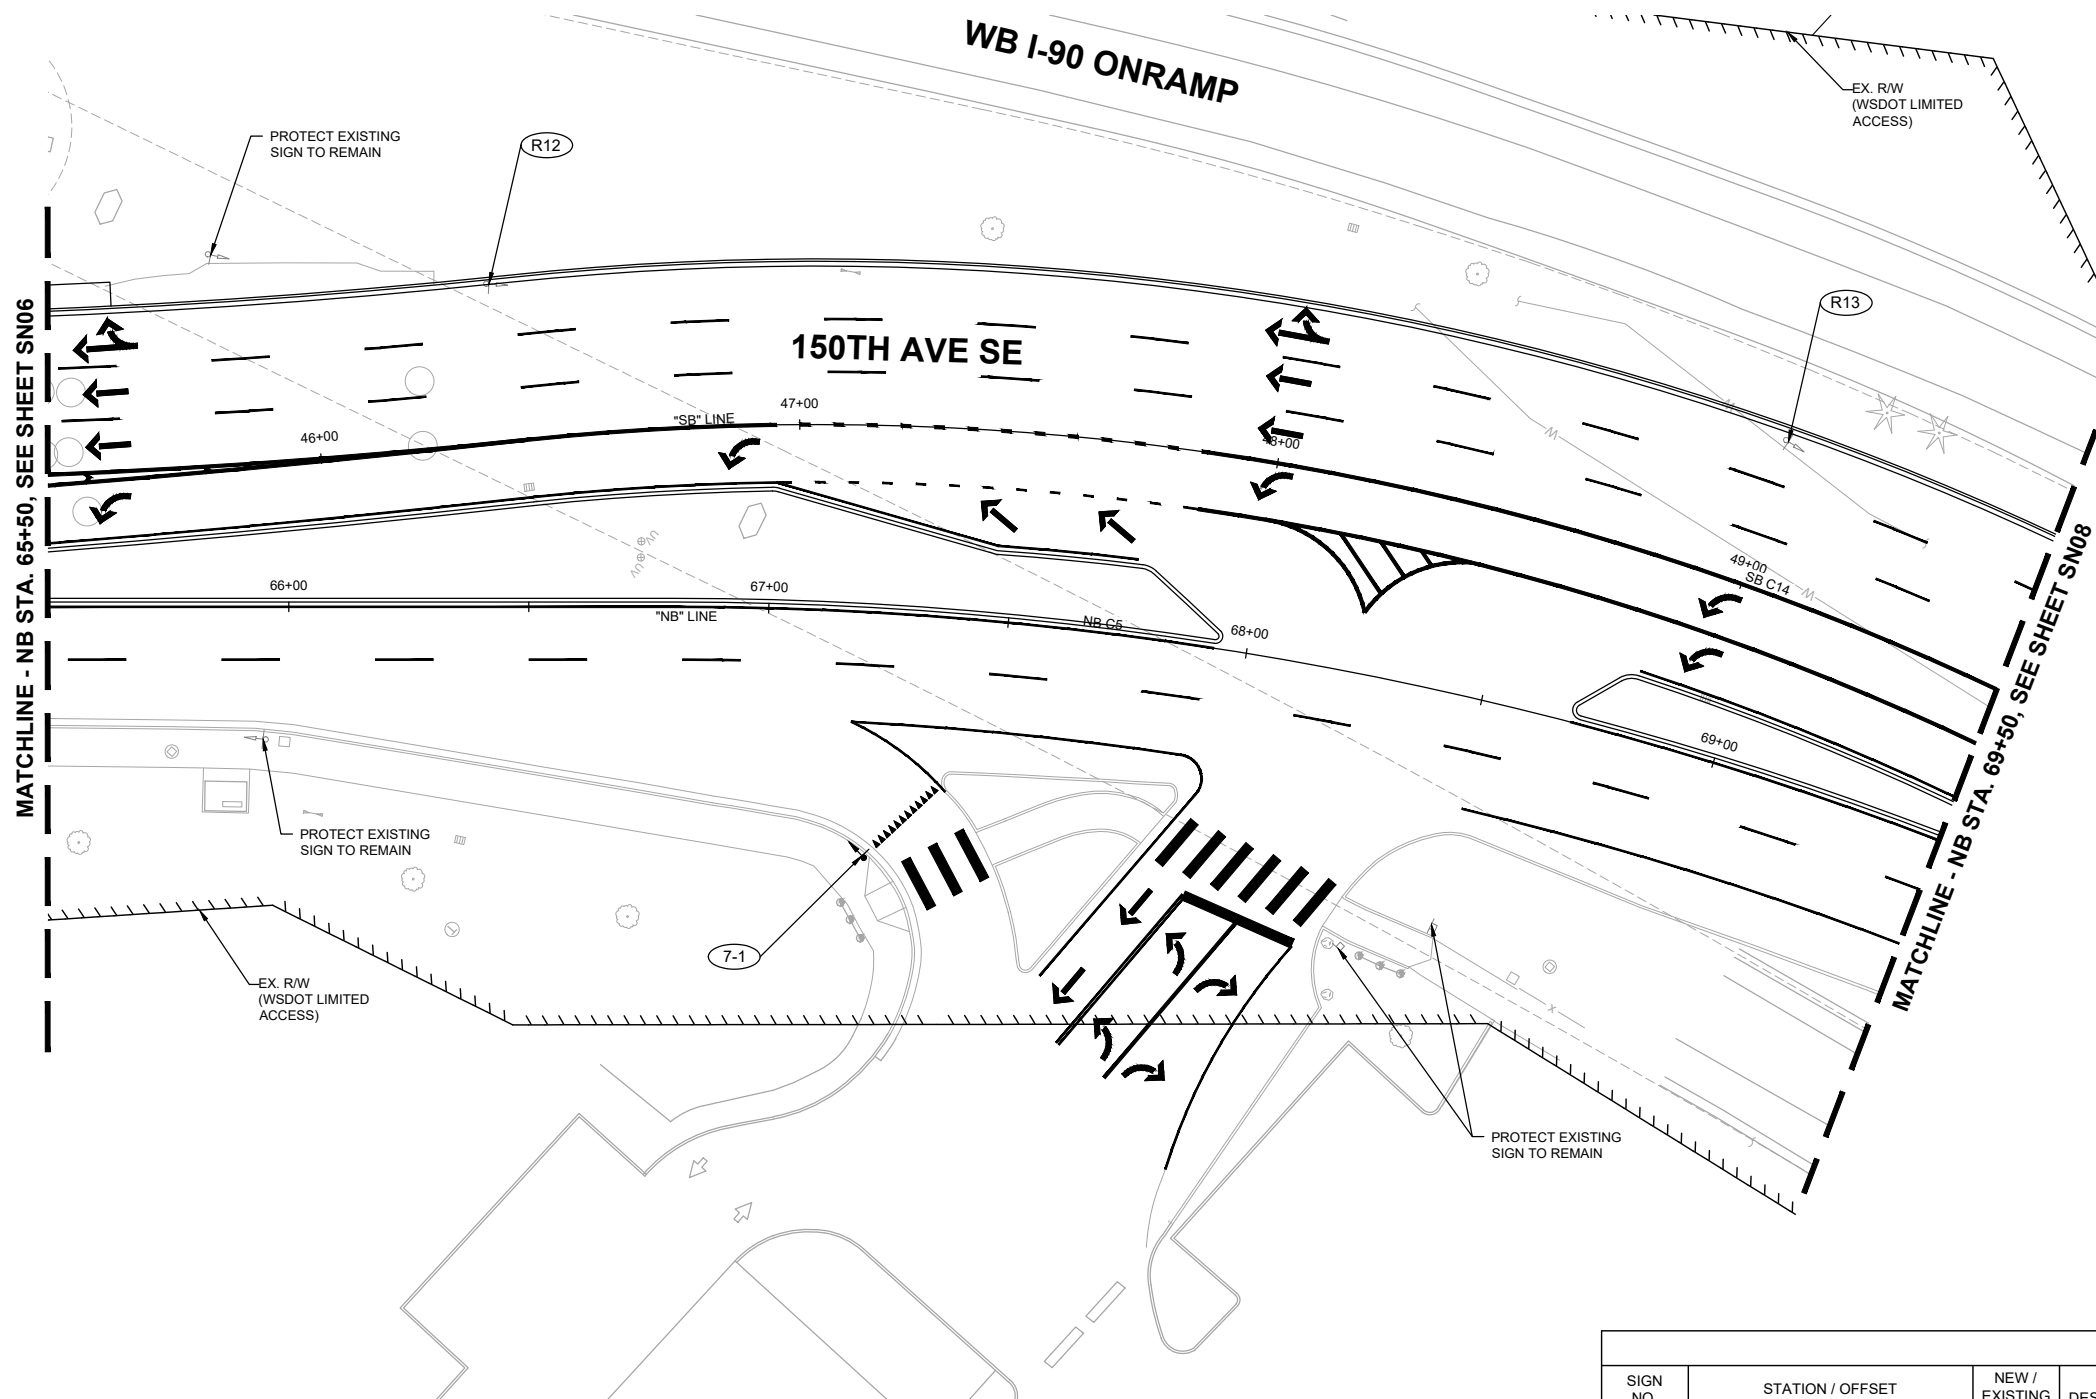 WB I-90 ONRAMP
EX. R/W
(WSDOT LIMITED
ACCESS)
PROTECT EXISTING
SIGN TO REMAIN
R12
R13
MATCHLINE - NB STA. 65+50, SEE SHEET SN06
150TH AVE SE
"SB" LINE
47+00
46+00
48+00
W
W
W
49+00
SB C14
UV
UV
66+00
67+00
"NB" LINE
NB C5
68+00
69+00
MATCHLINE - NB STA. 69+50, SEE SHEET SN08
PROTECT EXISTING
SIGN TO REMAIN
7-1
EX. R/W
(WSDOT LIMITED
ACCESS)
PROTECT EXISTING
SIGN TO REMAIN
SIGN
NO
STATION / OFFSET
NEW /
EXISTING
DES